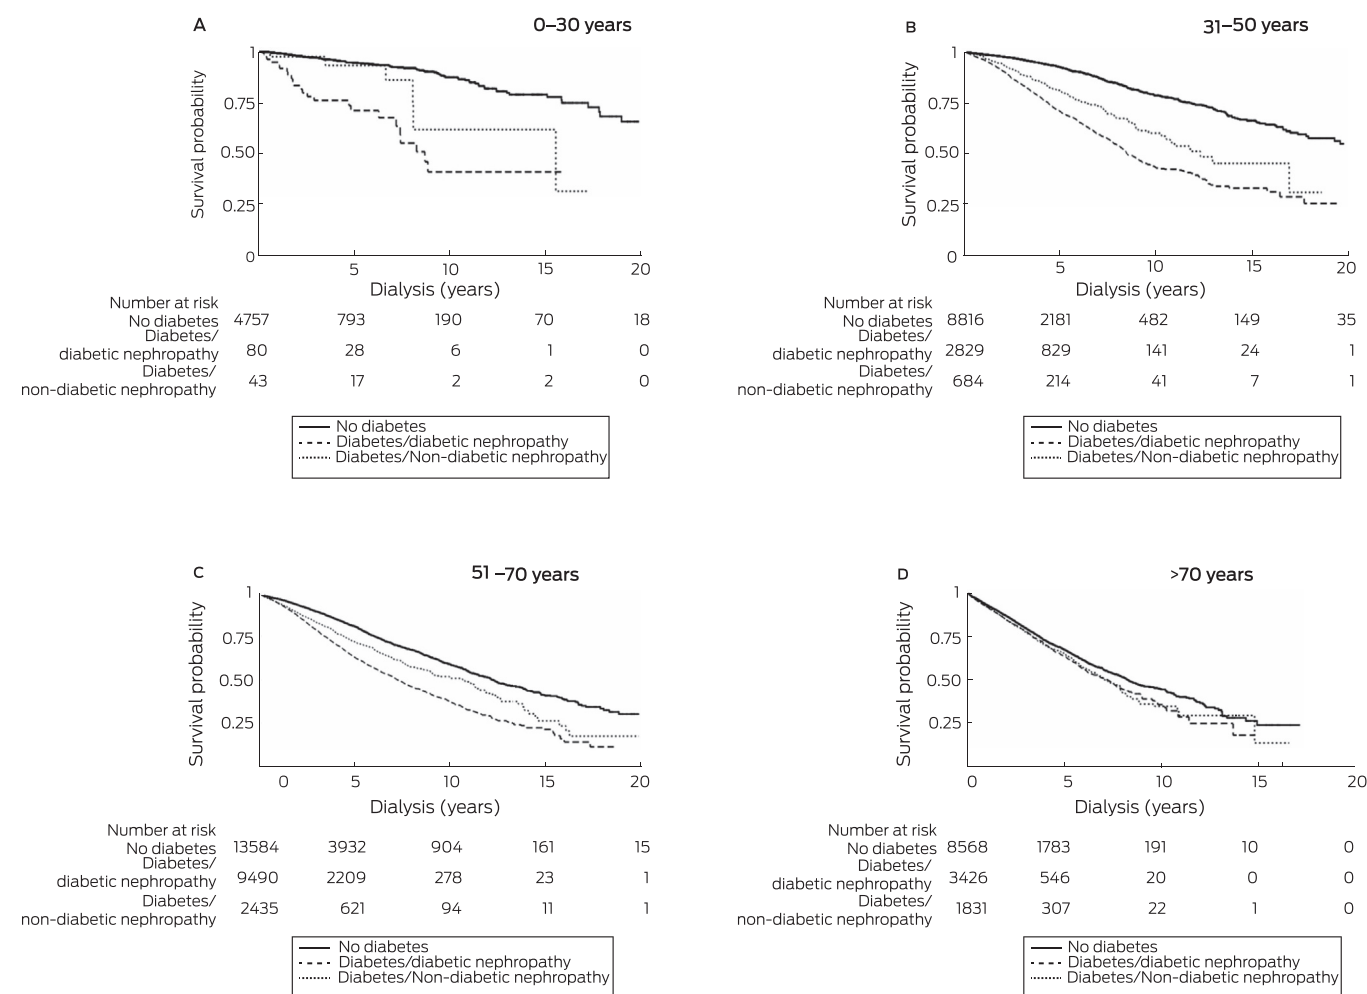 A
0–30 years
1
0.75
0.50
0.25
0
Survival probability
5 10 15 20
Dialysis (years)
Number at risk
No diabetes 4757 793 190 70 18
Diabetes/
diabetic nephropathy 80 28 6 1 0
Diabetes/
non-diabetic nephropathy 43 17 2 2 0
No diabetes
Diabetes/diabetic nephropathy
Diabetes/Non-diabetic nephropathy
B
31–50 years
1
0.75
0.50
0.25
0
Survival probability
5 10 15 20
Dialysis (years)
Number at risk
No diabetes 8816 2181 482 149 35
Diabetes/
diabetic nephropathy 2829 829 141 24 1
Diabetes/
non-diabetic nephropathy 684 214 41 7 1
No diabetes
Diabetes/diabetic nephropathy
Diabetes/Non-diabetic nephropathy
C
51 –70 years
1
0.75
0.50
0.25
Survival probability
0 5 10 15 20
Dialysis (years)
Number at risk
No diabetes 13584 3932 904 161 15
Diabetes/
diabetic nephropathy 9490 2209 278 23 1
Diabetes/
non-diabetic nephropathy 2435 621 94 11 1
No diabetes
Diabetes/diabetic nephropathy
Diabetes/Non-diabetic nephropathy
D
>70 years
1
0.75
0.50
0.25
Survival probability
0 5 10 15 20
Dialysis (years)
Number at risk
No diabetes 8568 1783 191 10 0
Diabetes/
diabetic nephropathy 3426 546 20 0 0
Diabetes/
non-diabetic nephropathy 1831 307 22 1 0
No diabetes
Diabetes/diabetic nephropathy
Diabetes/Non-diabetic nephropathy